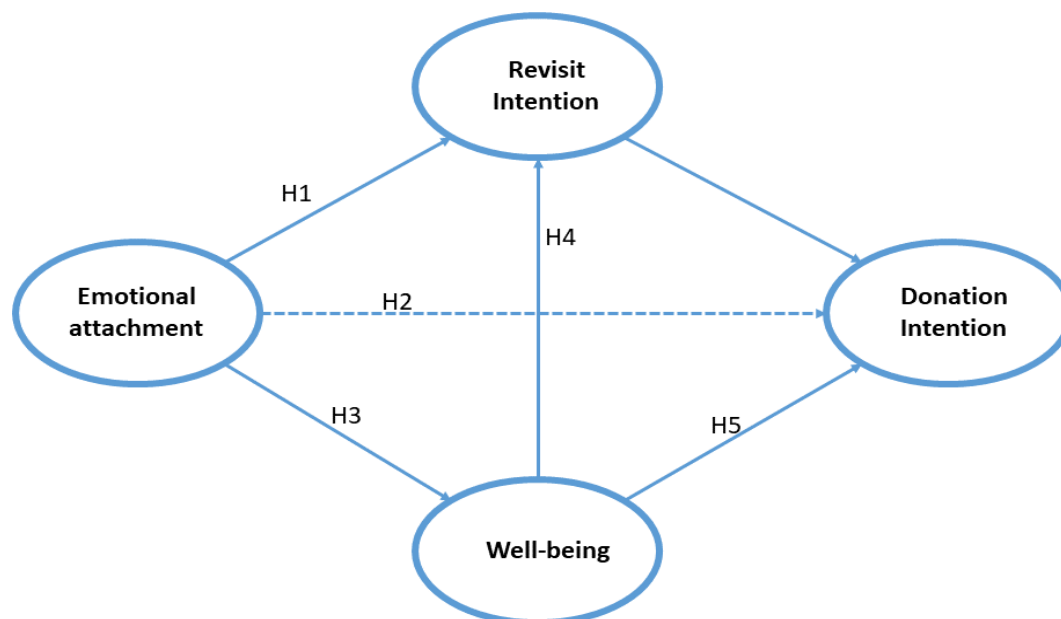 Revisit
Intention
H1
H4
Emotional
attachment
H2
Donation
Intention
H3
H5
Well-being